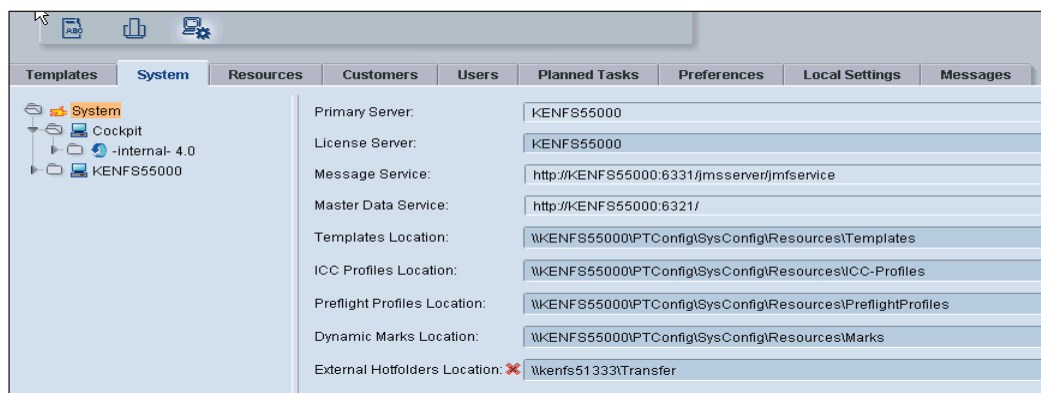 ABC
Templates System Resources Customers Users Planned Tasks Preferences Local Settings Messages
System
Cockpit
-internal- 4.0
KENFS55000
Primary Server: KENFS55000
License Server: KENFS55000
Message Service: http://KENFS55000:6331/jmsserver/jmfservice
Master Data Service: http://KENFS55000:6321/
Templates Location: \\KENFS55000\PTConfig\SysConfig\Resources\Templates
ICC Profiles Location: \\KENFS55000\PTConfig\SysConfig\Resources\ICC-Profiles
Preflight Profiles Location: \\KENFS55000\PTConfig\SysConfig\Resources\PreflightProfiles
Dynamic Marks Location: \\KENFS55000\PTConfig\SysConfig\Resources\Marks
External Hotfolders Location: \\kenfs51333\Transfer